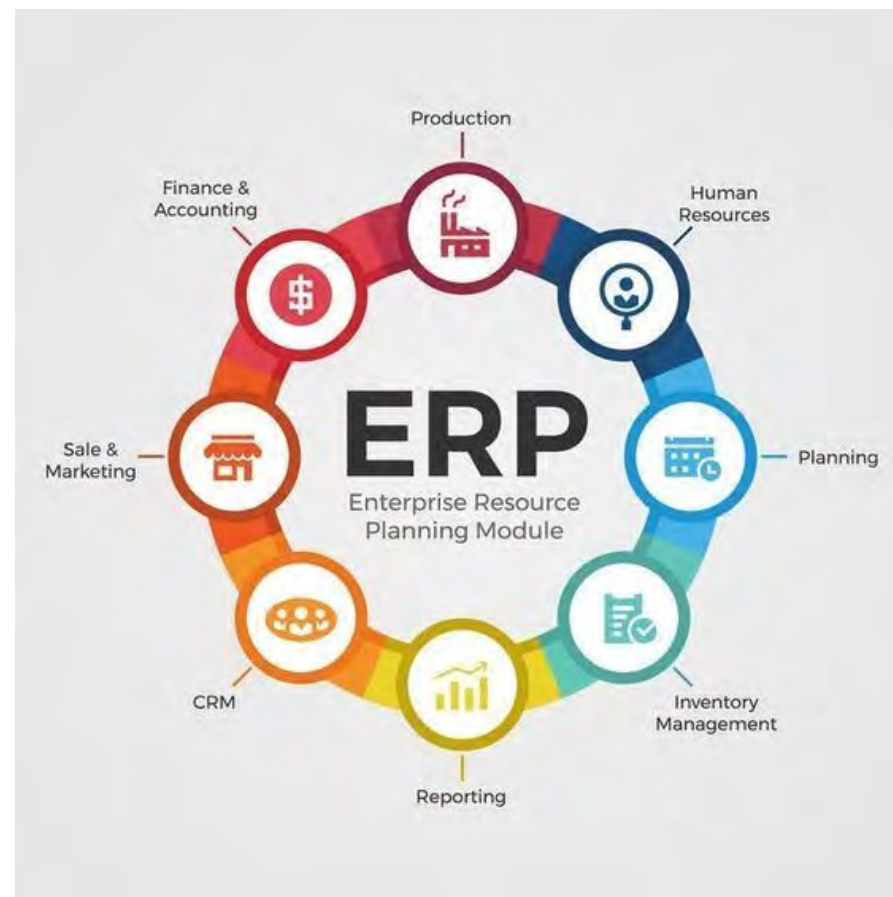 Production
Finance &
Accounting
Human
Resources
ERP
Enterprise Resource
Planning Module
Sale &
Marketing
Planning
CRM
Inventory
Management
Reporting
$